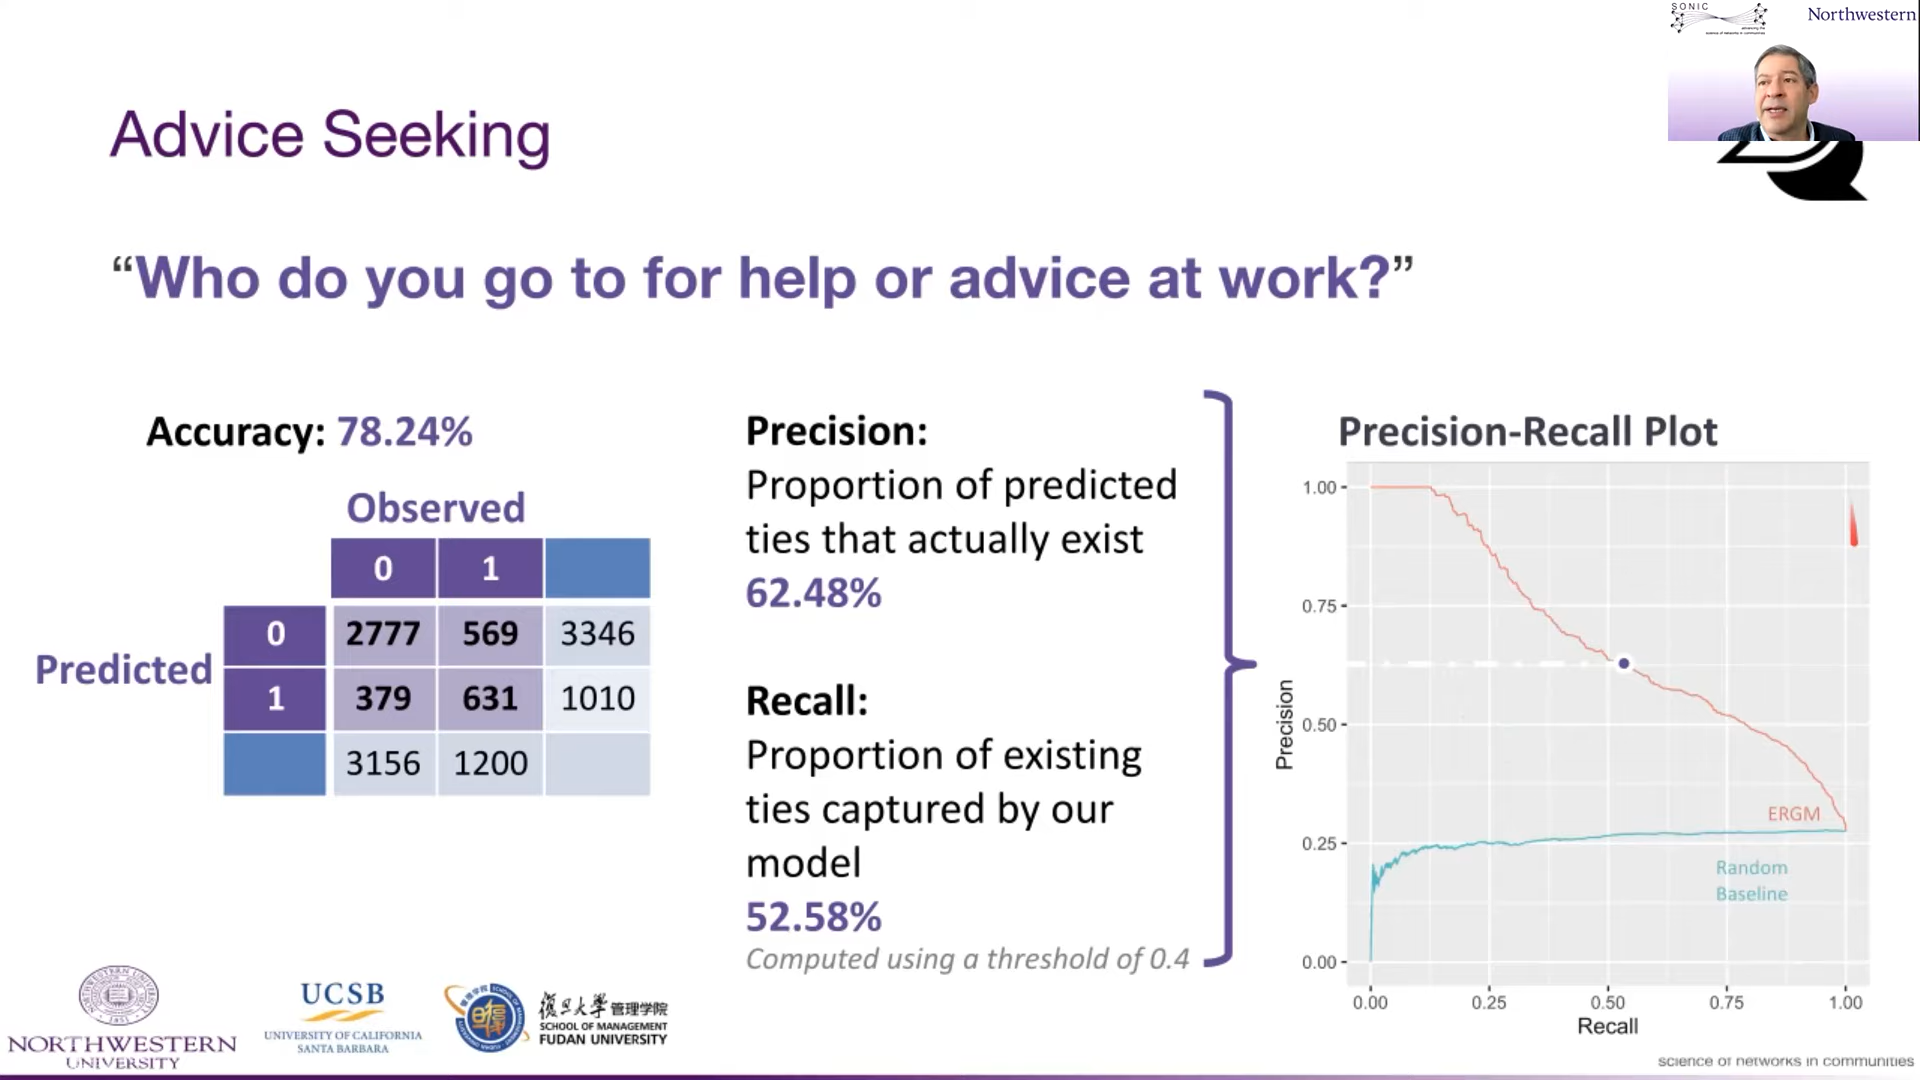 SONIC
Northwestern
Advice Seeking
“Who do you go to for help or advice at work?”
Accuracy: 78.24%
Observed
0 1
0 2777 569 3346
Predicted
1 379 631 1010
3156 1200
Precision:
Proportion of predicted
ties that actually exist
62.48%
Recall:
Proportion of existing
ties captured by our
model
52.58%
Computed using a threshold of 0.4
Precision-Recall Plot
1.00
0.75
0.50
0.25
0.00
Precision
ERGM
Random
Baseline
0.00 0.25 0.50 0.75 1.00
Recall
NORTHWESTERN
UNIVERSITY
UCSB
UNIVERSITY OF CALIFORNIA
SANTA BARBARA
復旦大學管理学院
SCHOOL OF MANAGEMENT
FUDAN UNIVERSITY
science of networks in communities